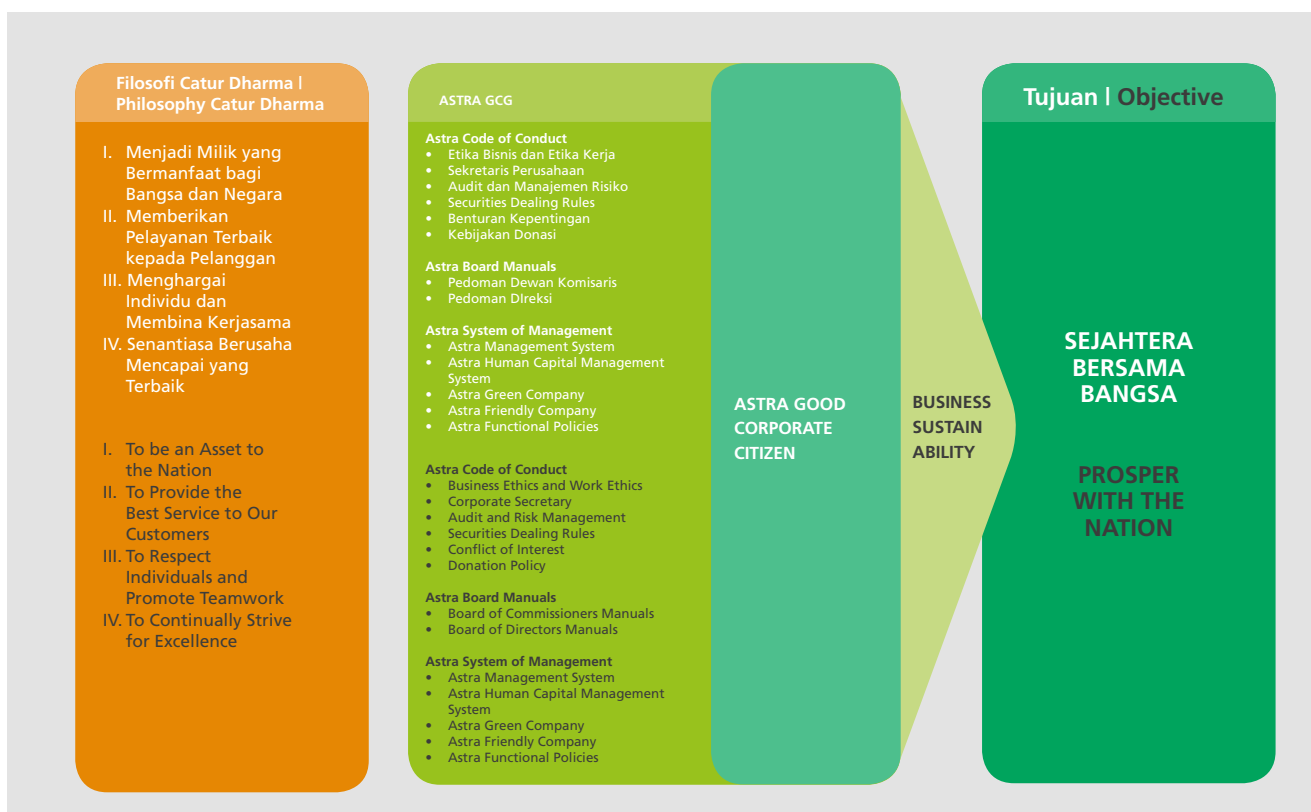 Filosofi Catur Dharma |
Philosophy Catur Dharma
I. Menjadi Milik yang
Bermanfaat bagi
Bangsa dan Negara
II. Memberikan
Pelayanan Terbaik
kepada Pelanggan
III. Menghargai
Individu dan
Membina Kerjasama
IV. Senantiasa Berusaha
Mencapai yang
Terbaik
I. To be an Asset to
the Nation
II. To Provide the
Best Service to Our
Customers
III. To Respect
Individuals and
Promote Teamwork
IV. To Continually Strive
for Excellence
ASTRA GCG
Astra Code of Conduct
• Etika Bisnis dan Etika Kerja
• Sekretaris Perusahaan
• Audit dan Manajemen Risiko
• Securities Dealing Rules
• Benturan Kepentingan
• Kebijakan Donasi
Astra Board Manuals
• Pedoman Dewan Komisaris
• Pedoman DIreksi
Astra System of Management
• Astra Management System
• Astra Human Capital Management
System
• Astra Green Company
• Astra Friendly Company
• Astra Functional Policies
Astra Code of Conduct
• Business Ethics and Work Ethics
• Corporate Secretary
• Audit and Risk Management
• Securities Dealing Rules
• Conflict of Interest
• Donation Policy
Astra Board Manuals
• Board of Commissioners Manuals
• Board of Directors Manuals
Astra System of Management
• Astra Management System
• Astra Human Capital Management
System
• Astra Green Company
• Astra Friendly Company
• Astra Functional Policies
ASTRA GOOD
CORPORATE
CITIZEN
BUSINESS
SUSTAIN
ABILITY
Tujuan | Objective
SEJAHTERA
BERSAMA
BANGSA
PROSPER
WITH THE
NATION